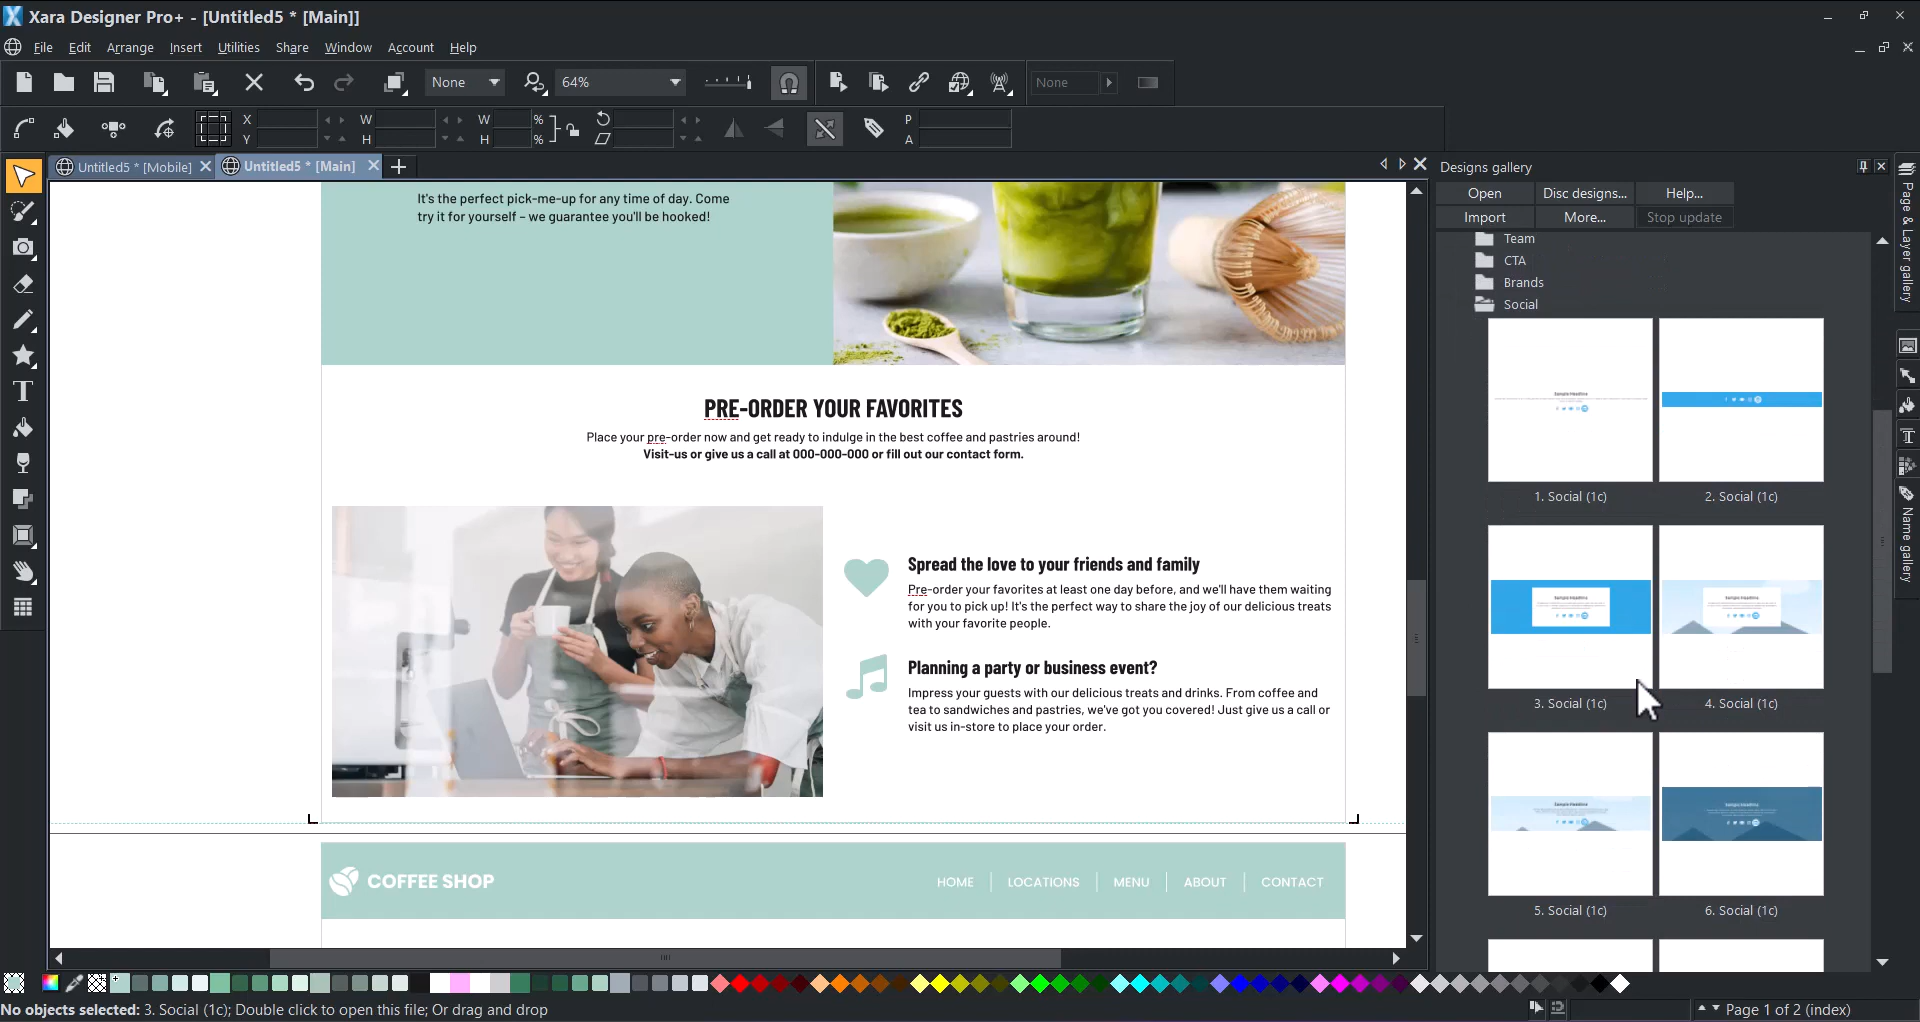 Xara Designer Pro+ - [Untitled5 * [Main]]
File Edit Arrange Insert Utilities Share Window Account Help
None 64% None
X W W % P
Y H H % A
Untitled5 * [Mobile] Untitled5 * [Main]
Designs gallery
Open Disc designs... Help...
Import More... Stop update
Team
CTA
Brands
Social
1. Social (1c) 2. Social (1c)
3. Social (1c) 4. Social (1c)
5. Social (1c) 6. Social (1c)
Page & Layer gallery
Name gallery
It's the perfect pick-me-up for any time of day. Come
try it for yourself – we guarantee you'll be hooked!
PRE-ORDER YOUR FAVORITES
Place your pre-order now and get ready to indulge in the best coffee and pastries around!
Visit-us or give us a call at 000-000-000 or fill out our contact form.
Spread the love to your friends and family
Pre-order your favorites at least one day before, and we'll have them waiting
for you to pick up! It's the perfect way to share the joy of our delicious treats
with your favorite people.
Planning a party or business event?
Impress your guests with our delicious treats and drinks. From coffee and
tea to sandwiches and pastries, we've got you covered! Just give us a call or
visit us in-store to place your order.
COFFEE SHOP HOME LOCATIONS MENU ABOUT CONTACT
No objects selected: 3. Social (1c); Double click to open this file; Or drag and drop
Page 1 of 2 (index)